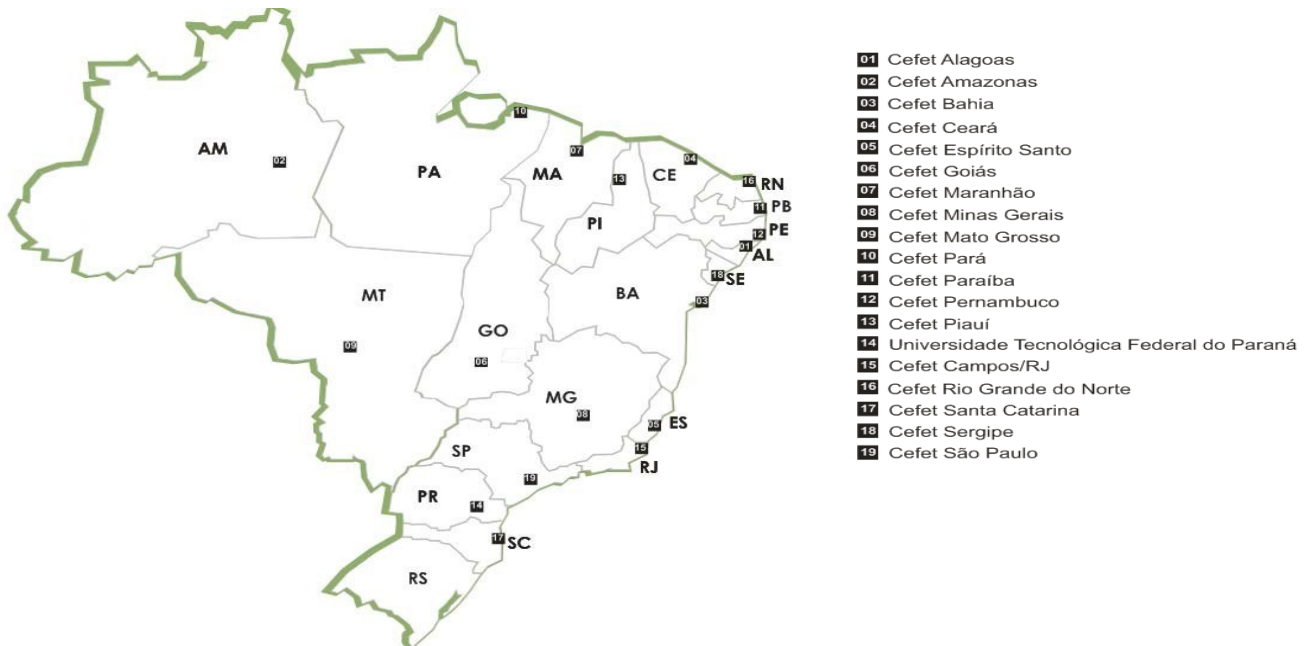 10
AM
02
PA
MA
07
13
CE
04
16
RN
11
PB
PI
12
PE
01
AL
18
SE
03
BA
MT
GO
09
06
MG
08
05
ES
15
RJ
SP
19
PR
14
17
SC
RS
01 Cefet Alagoas
02 Cefet Amazonas
03 Cefet Bahia
04 Cefet Ceará
05 Cefet Espírito Santo
06 Cefet Goiás
07 Cefet Maranhão
08 Cefet Minas Gerais
09 Cefet Mato Grosso
10 Cefet Pará
11 Cefet Paraíba
12 Cefet Pernambuco
13 Cefet Piauí
14 Universidade Tecnológica Federal do Paraná
15 Cefet Campos/RJ
16 Cefet Rio Grande do Norte
17 Cefet Santa Catarina
18 Cefet Sergipe
19 Cefet São Paulo